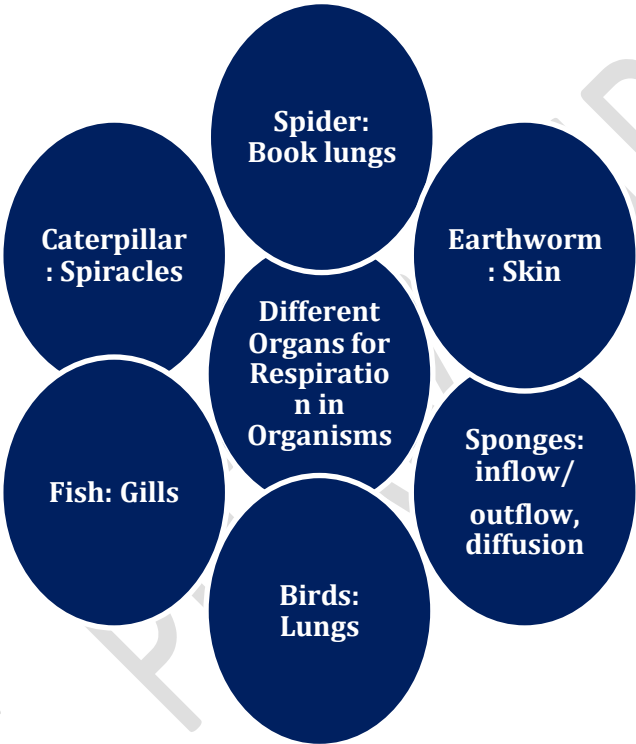 Spider:
Book lungs
Caterpillar
: Spiracles
Earthworm
: Skin
Different
Organs for
Respiratio
n in
Organisms
Fish: Gills
Sponges:
inflow/
outflow,
diffusion
Birds:
Lungs